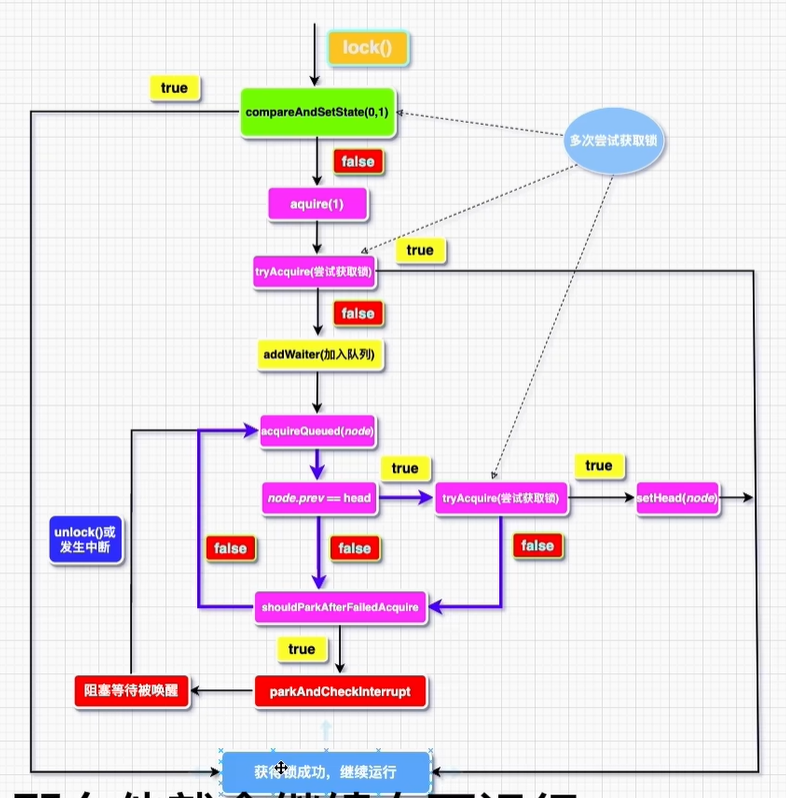 lock()
true
compareAndSetState(0,1)
多次尝试获取锁
false
aquire(1)
true
tryAcquire(尝试获取锁)
false
addWaiter(加入队列)
acquireQueued(node)
true
true
node.prev == head
tryAcquire(尝试获取锁)
setHead(node)
unlock()或
发生中断
false
false
false
shouldParkAfterFailedAcquire
true
阻塞等待被唤醒
parkAndCheckInterrupt
获得锁成功，继续运行